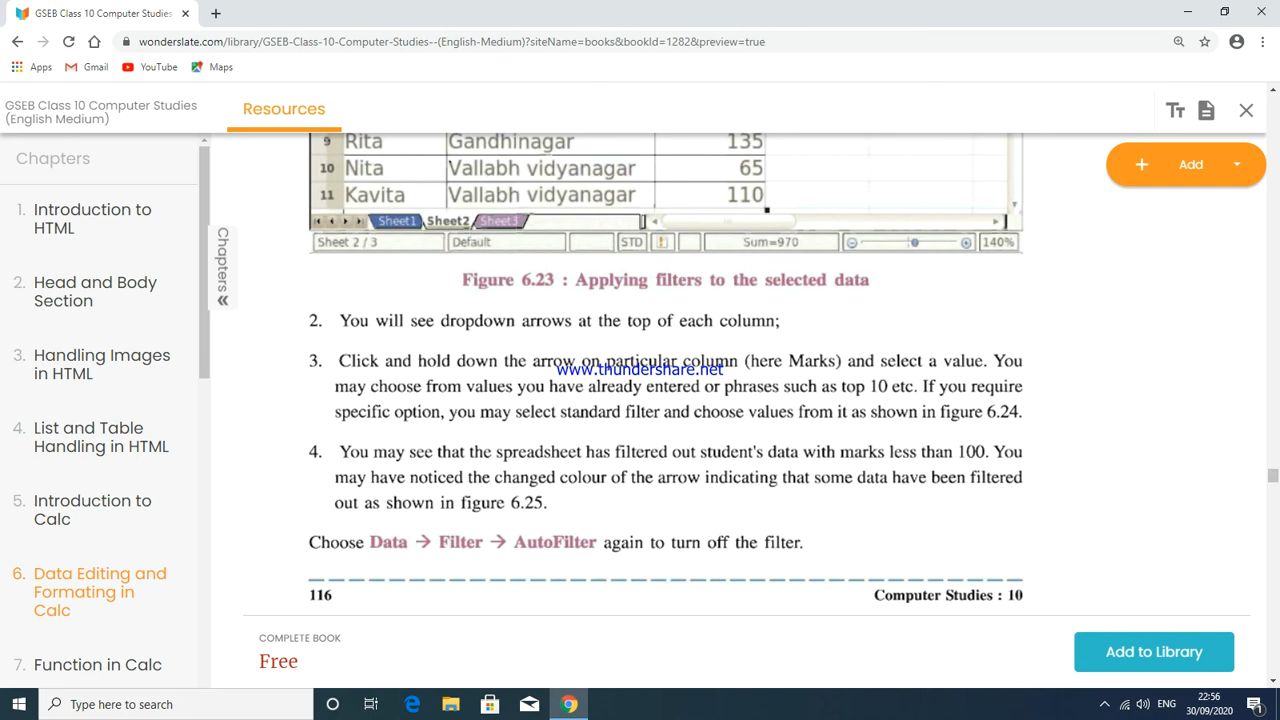 GSEB Class 10 Computer Studies
wonderslate.com/library/GSEB-Class-10-Computer-Studies--(English-Medium)?siteName=books&bookId=1282&preview=true
Apps Gmail YouTube Maps
GSEB Class 10 Computer Studies
(English Medium)
Resources
Chapters
1. Introduction to
HTML
2. Head and Body
Section
3. Handling Images
in HTML
4. List and Table
Handling in HTML
5. Introduction to
Calc
6. Data Editing and
Formating in
Calc
7. Function in Calc
Chapters
Add
9 Rita Gandhinagar 135
10 Nita Vallabh vidyanagar 65
11 Kavita Vallabh vidyanagar 110
Sheet1 Sheet2 Sheet3
Sheet 2 / 3 Default STD Sum=970 140%
Figure 6.23 : Applying filters to the selected data
2. You will see dropdown arrows at the top of each column;
3. Click and hold down the arrow on particular column (here Marks) and select a value. You
www.thundershare.net
may choose from values you have already entered or phrases such as top 10 etc. If you require
specific option, you may select standard filter and choose values from it as shown in figure 6.24.
4. You may see that the spreadsheet has filtered out student's data with marks less than 100. You
may have noticed the changed colour of the arrow indicating that some data have been filtered
out as shown in figure 6.25.
Choose Data → Filter → AutoFilter again to turn off the filter.
116 Computer Studies : 10
COMPLETE BOOK
Free
Add to Library
Type here to search
ENG
22:56
30/09/2020
1